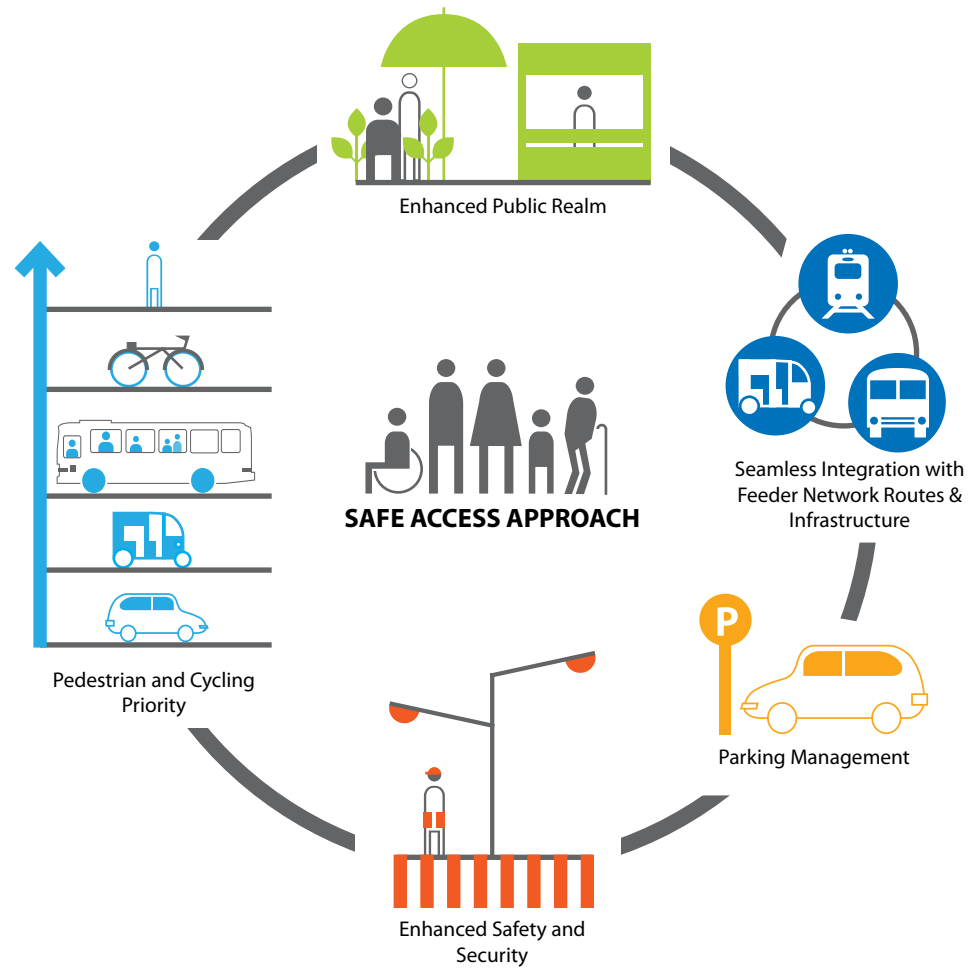 Enhanced Public Realm
Seamless Integration with
Feeder Network Routes &
Infrastructure
SAFE ACCESS APPROACH
P
Parking Management
Pedestrian and Cycling
Priority
Enhanced Safety and
Security